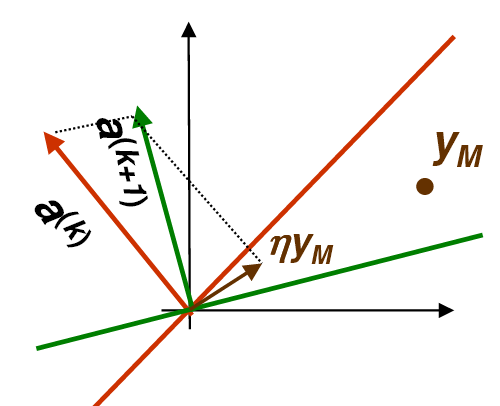 a(k+1)
yM
a(k)
ηyM